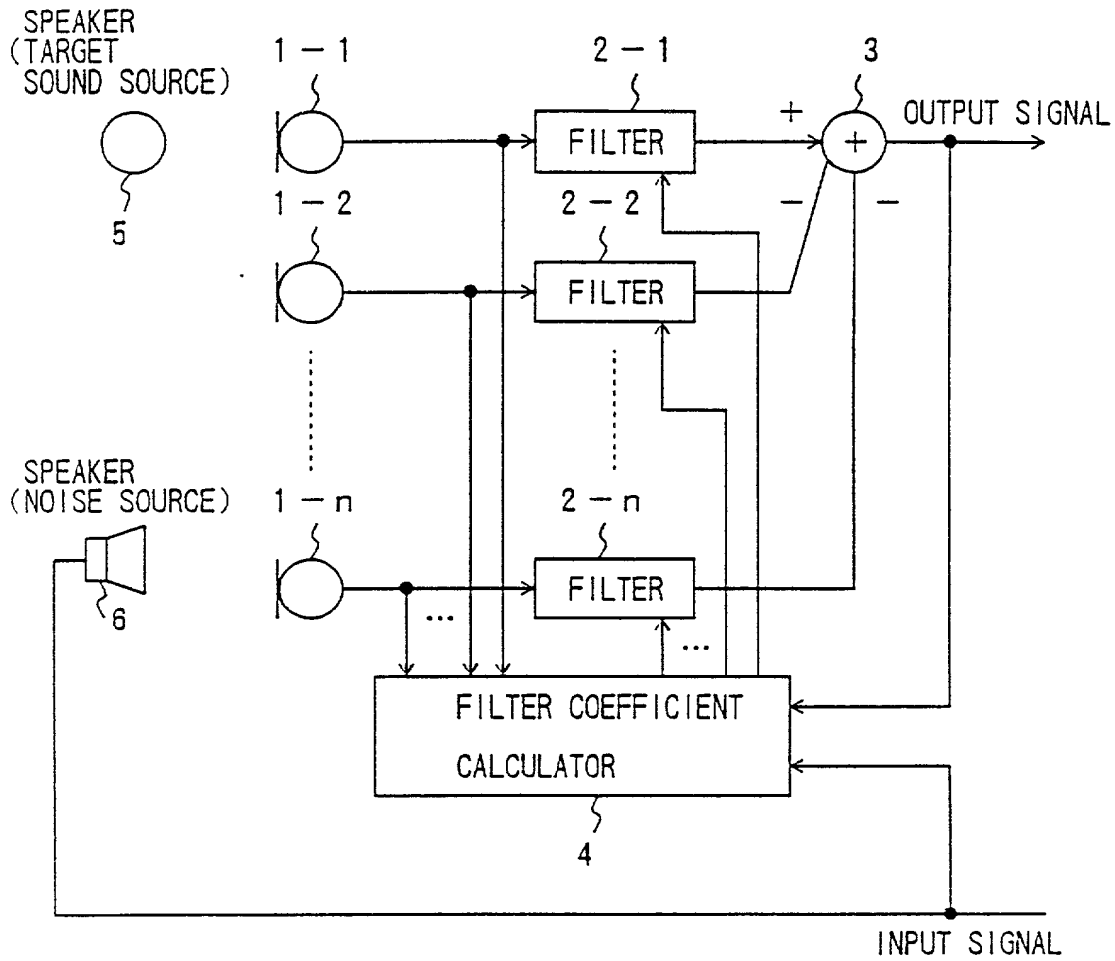 SPEAKER
(TARGET
SOUND SOURCE)
1-1
2-1
3
+
+
OUTPUT SIGNAL
FILTER
5
1-2
2-2
-
-
FILTER
SPEAKER
(NOISE SOURCE)
1-n
2-n
FILTER
6
...
...
FILTER COEFFICIENT
CALCULATOR
4
INPUT SIGNAL